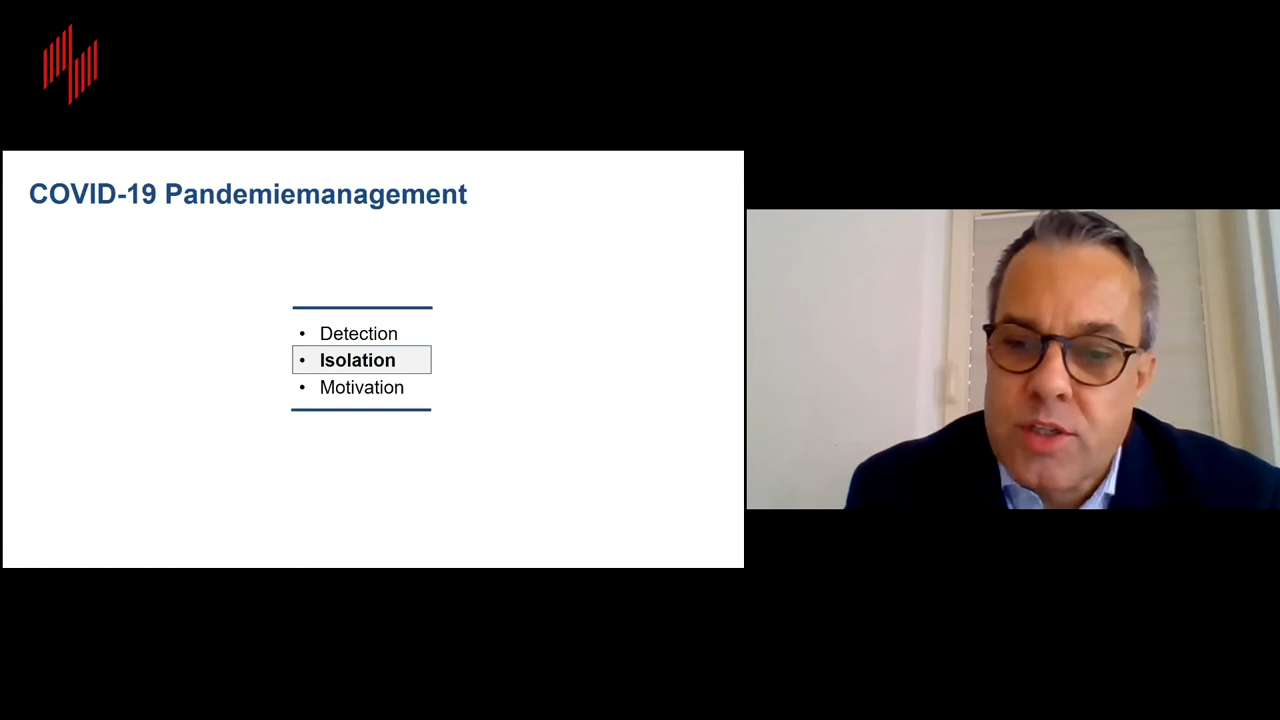 COVID-19 Pandemiemanagement
• Detection
• Isolation
• Motivation